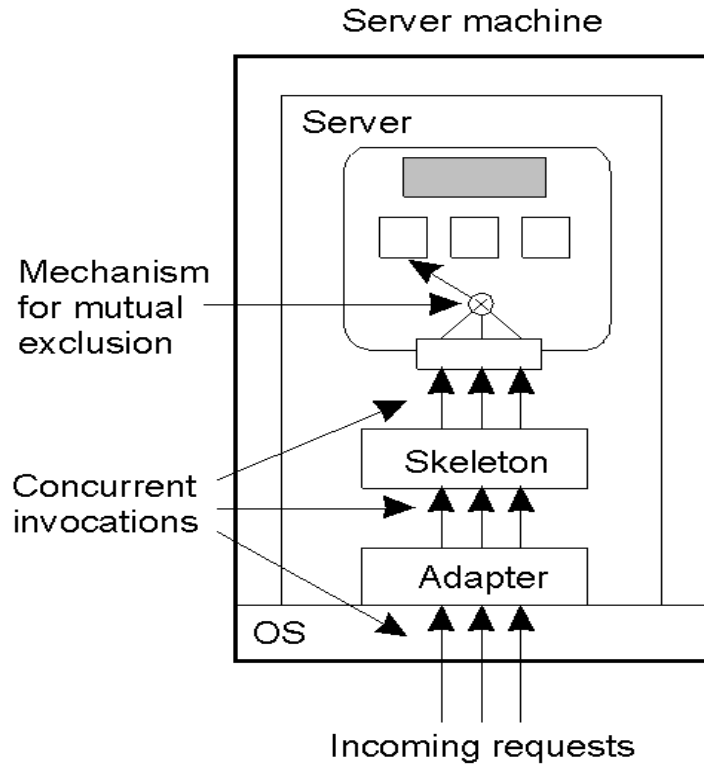 Server machine
Server
Mechanism
for mutual
exclusion
Skeleton
Concurrent
invocations
Adapter
OS
Incoming requests